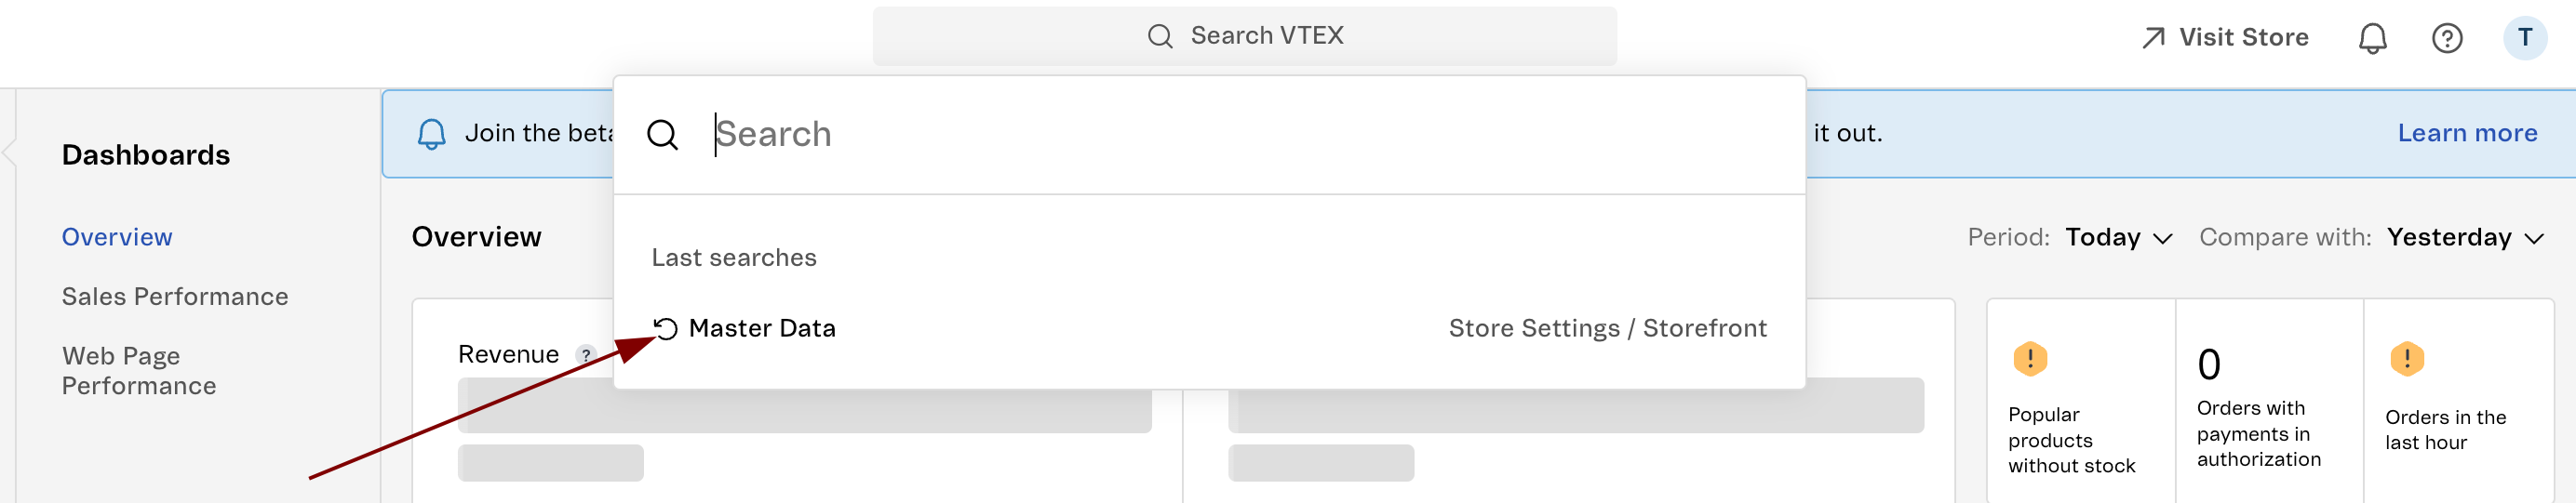 Search VTEX
Visit Store
T
Join the beta
it out.
Learn more
Search
Dashboards
Overview
Sales Performance
Web Page
Performance
Overview
Period: Today
Compare with: Yesterday
Last searches
Master Data
Store Settings / Storefront
Revenue ?
!
Popular
products
without stock
0
Orders with
payments in
authorization
!
Orders in the
last hour